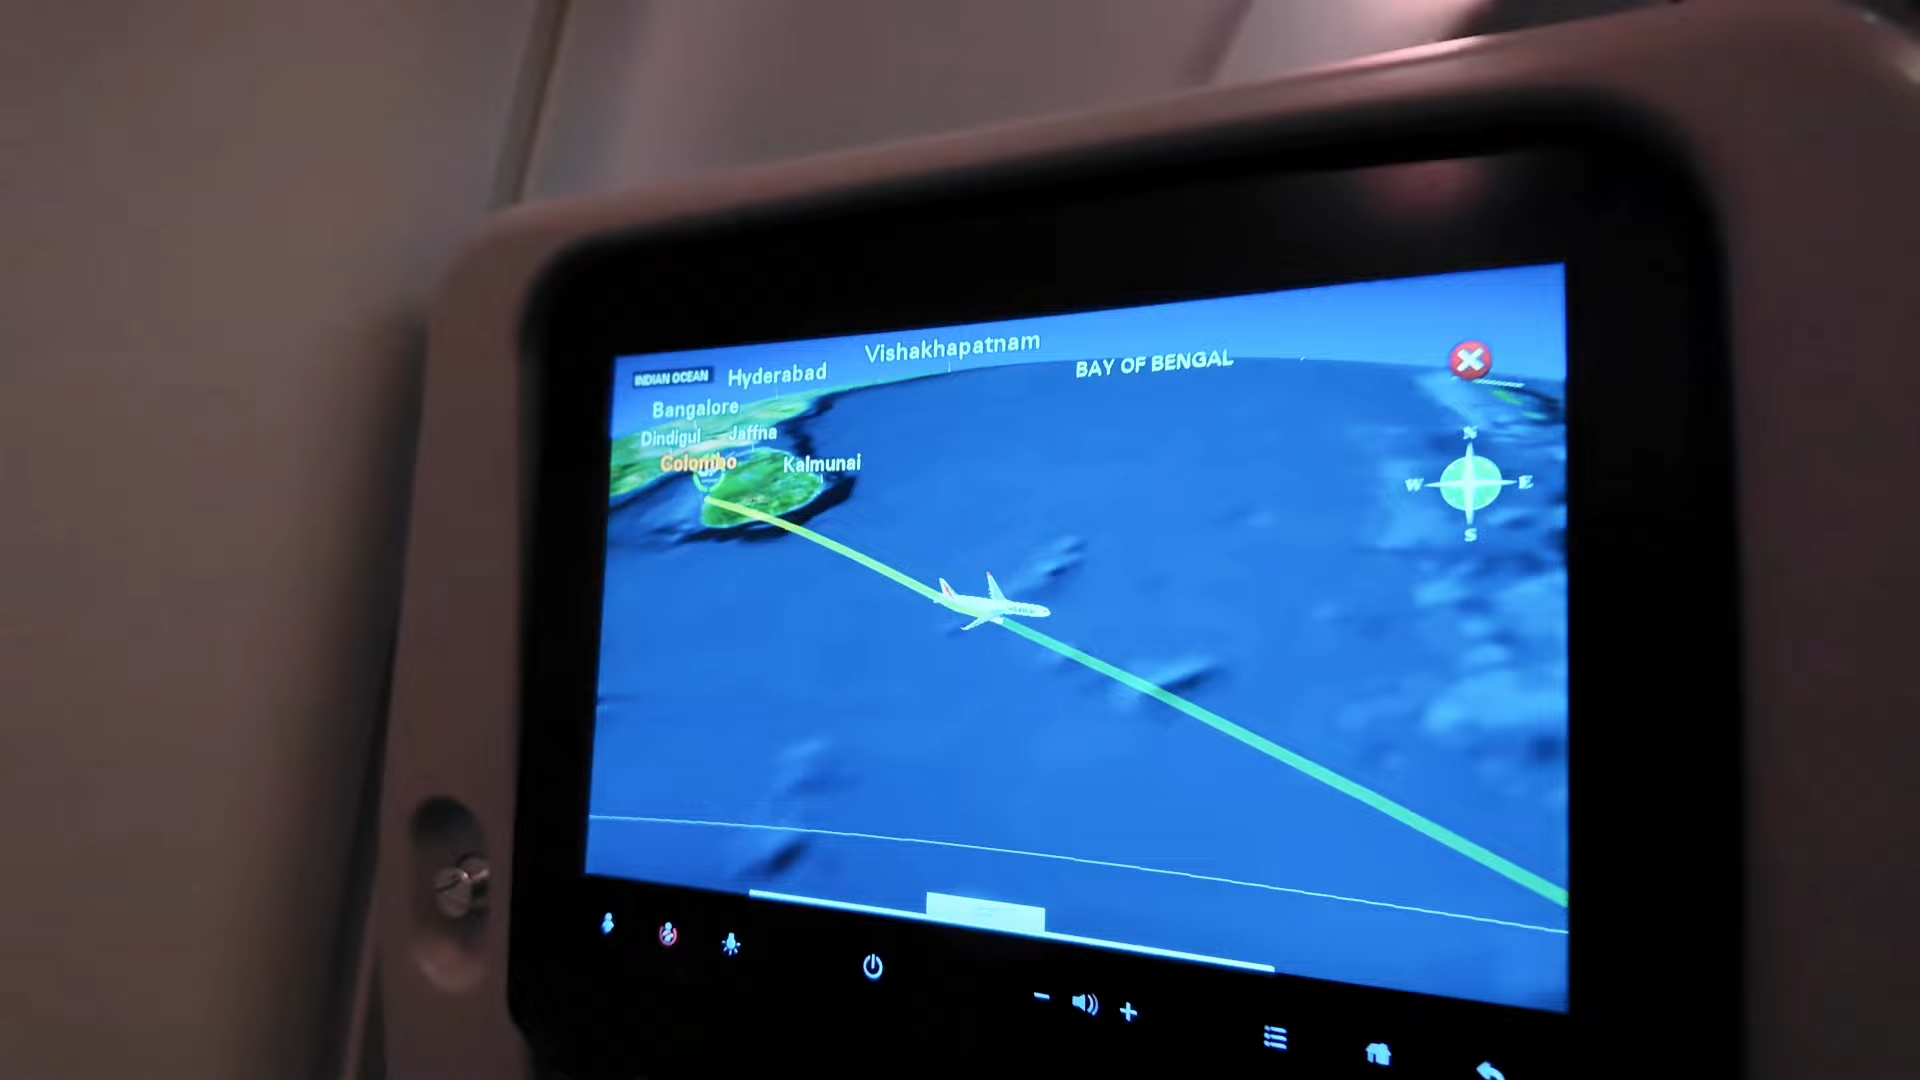 Vishakhapatnam
BAY OF BENGAL
INDIAN OCEAN
Hyderabad
Bangalore
Dindigul
Jaffna
Colombo
Kalmunai
N
W
E
S